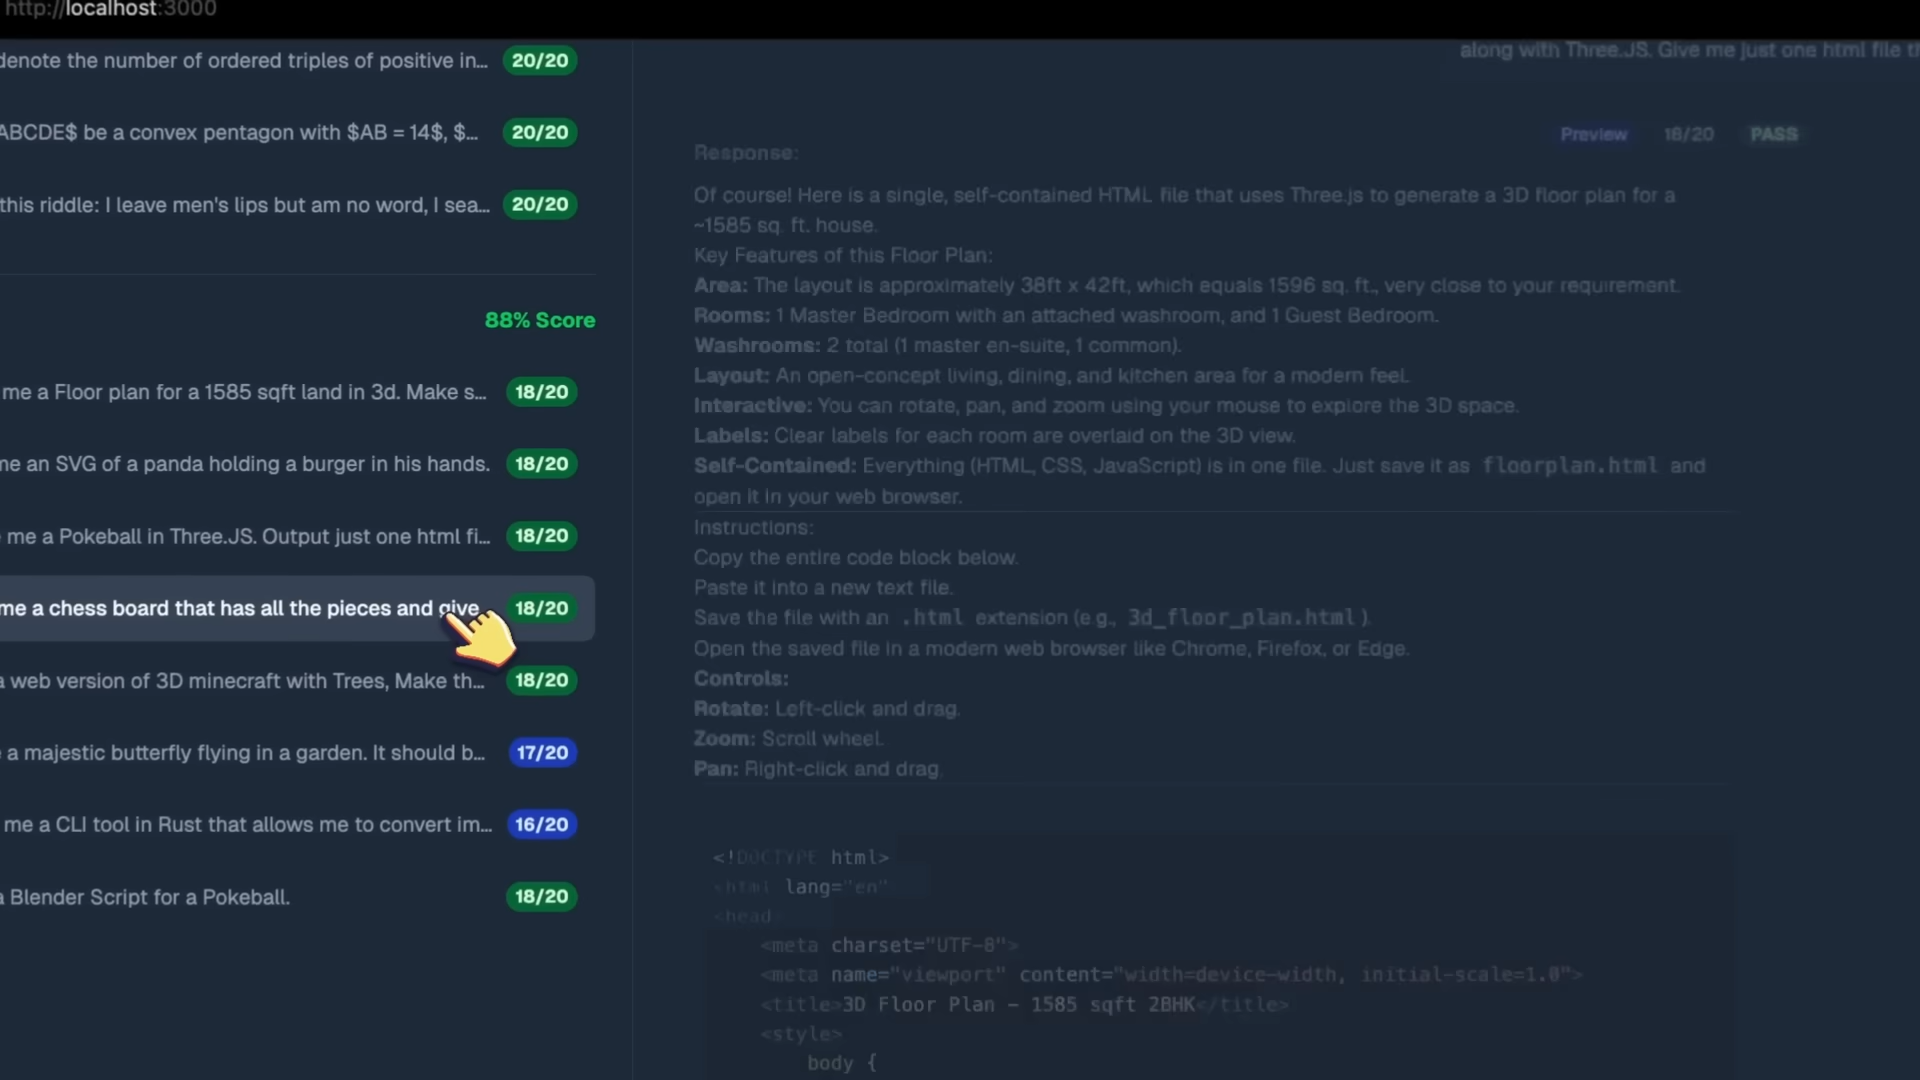 http://localhost:3000
denote the number of ordered triples of positive in... 20/20
ABCDE$ be a convex pentagon with $AB = 14$, $... 20/20
this riddle: I leave men's lips but am no word, I sea... 20/20
88% Score
me a Floor plan for a 1585 sqft land in 3d. Make s... 18/20
me an SVG of a panda holding a burger in his hands. 18/20
me a Pokeball in Three.JS. Output just one html fi... 18/20
me a chess board that has all the pieces and give 18/20
a web version of 3D minecraft with Trees, Make th... 18/20
a majestic butterfly flying in a garden. It should b... 17/20
me a CLI tool in Rust that allows me to convert im... 16/20
a Blender Script for a Pokeball. 18/20
along with Three.JS. Give me just one html file
Preview 18/20 PASS
Response:
Of course! Here is a single, self-contained HTML file that uses Three.js to generate a 3D floor plan for a
~1585 sq. ft. house.
Key Features of this Floor Plan:
Area: The layout is approximately 38ft x 42ft, which equals 1596 sq. ft., very close to your requirement.
Rooms: 1 Master Bedroom with an attached washroom, and 1 Guest Bedroom.
Washrooms: 2 total (1 master en-suite, 1 common).
Layout: An open-concept living, dining, and kitchen area for a modern feel.
Interactive: You can rotate, pan, and zoom using your mouse to explore the 3D space.
Labels: Clear labels for each room are overlaid on the 3D view.
Self-Contained: Everything (HTML, CSS, JavaScript) is in one file. Just save it as floorplan.html and
open it in your web browser.
Instructions:
Copy the entire code block below.
Paste it into a new text file.
Save the file with an .html extension (e.g., 3d_floor_plan.html).
Open the saved file in a modern web browser like Chrome, Firefox, or Edge.
Controls:
Rotate: Left-click and drag.
Zoom: Scroll wheel.
Pan: Right-click and drag.
<!DOCTYPE html>
<html lang="en"
<head>
<meta charset="UTF-8">
<meta name="viewport" content="width=device-width, initial-scale=1.0">
<title>3D Floor Plan - 1585 sqft 2BHK</title>
<style>
body {